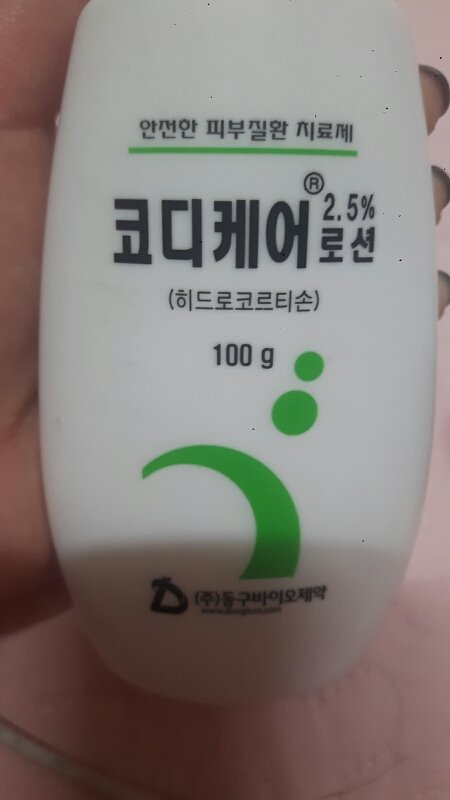 안전한 피부질환 치료제
코디케어® 2.5% 로션
(히드로코르티손)
100 g
(주)동구바이오제약